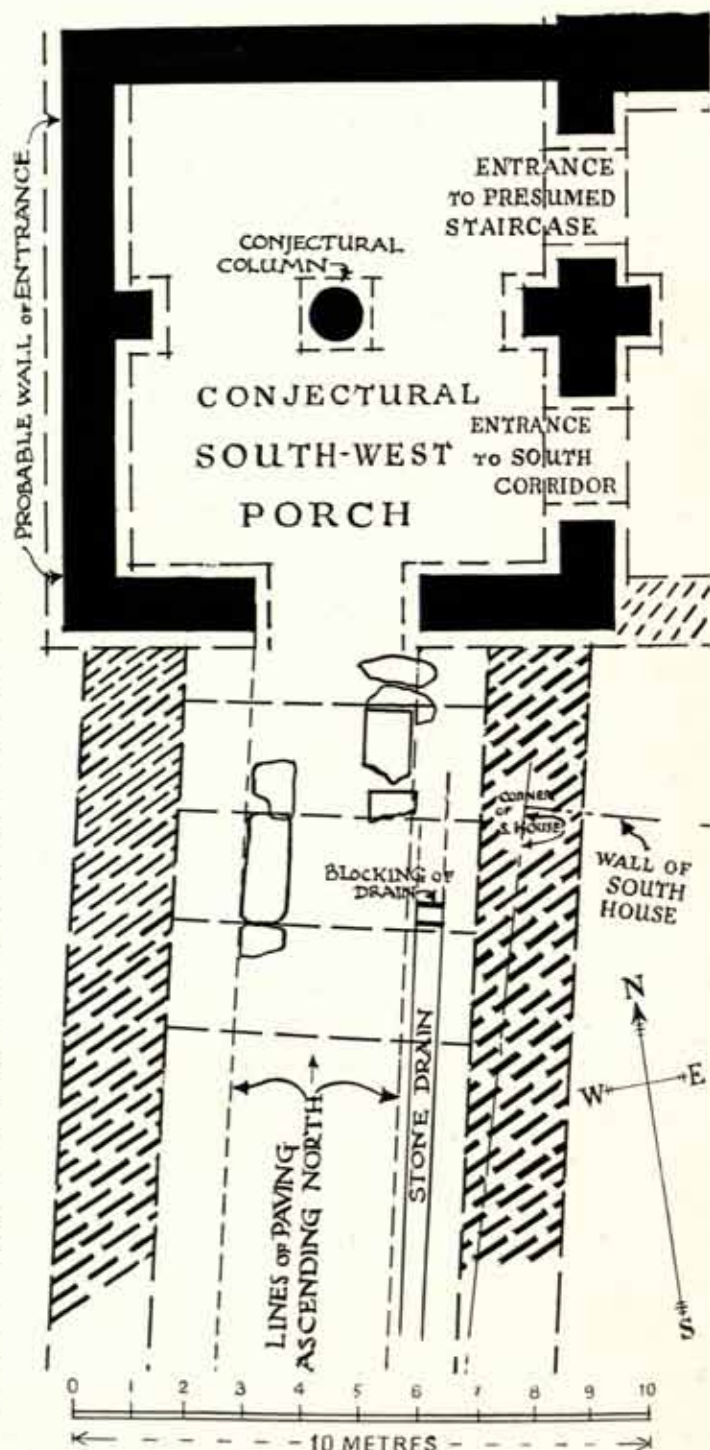 PROBABLE WALL OF ENTRANCE
ENTRANCE
TO PRESUMED
STAIRCASE
CONJECTURAL
COLUMN
CONJECTURAL
SOUTH-WEST
PORCH
ENTRANCE
TO SOUTH
CORRIDOR
CORNER
OF
S. HOUSE
WALL OF
SOUTH
HOUSE
BLOCKING OF
DRAIN
STONE DRAIN
LINES OF PAVING
ASCENDING NORTH
N
W
E
S
0 1 2 3 4 5 6 7 8 9 10
10 METRES